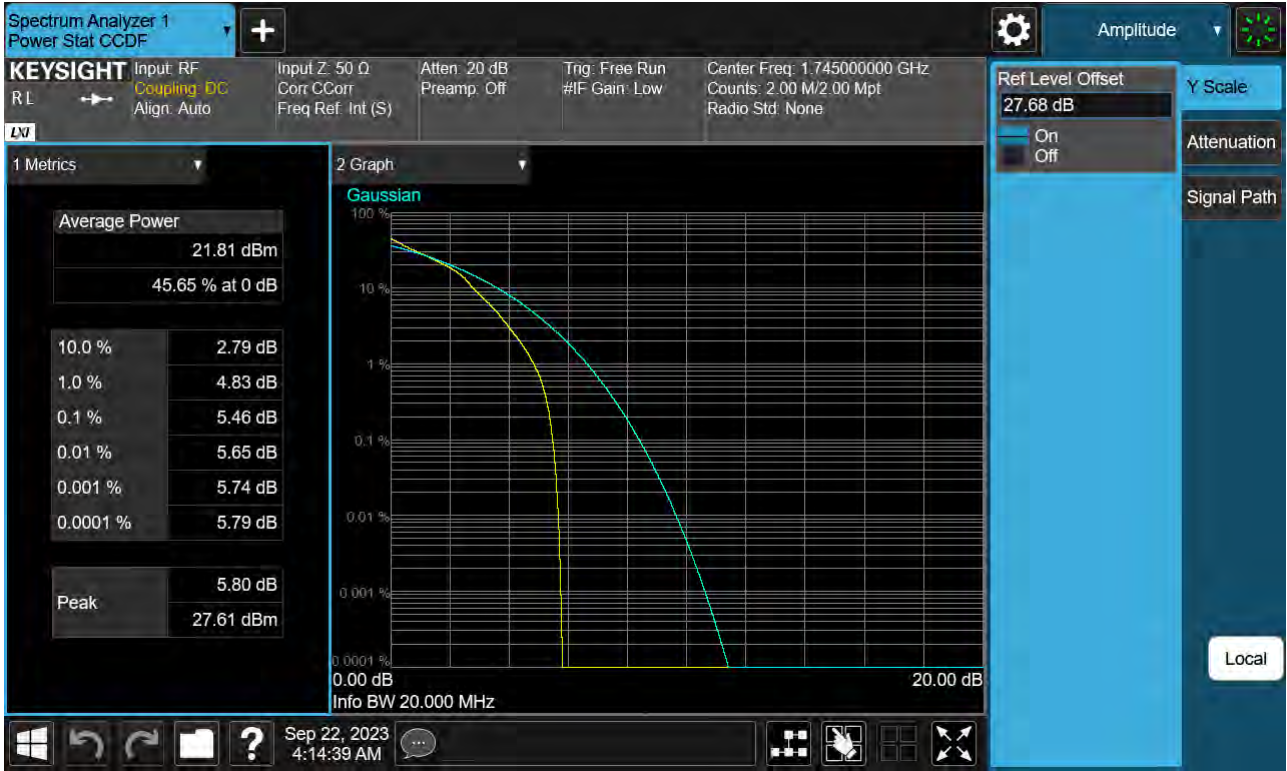 Spectrum Analyzer 1
Power Stat CCDF
+
Amplitude
KEYSIGHT
R L
LXI
Input: RF
Coupling: DC
Align: Auto
Input Z: 50 Ω
Corr CCorr
Freq Ref: Int (S)
Atten: 20 dB
Preamp: Off
Trig: Free Run
#IF Gain: Low
Center Freq: 1.745000000 GHz
Counts: 2.00 M/2.00 Mpt
Radio Std: None
Ref Level Offset
27.68 dB
On
Off
Y Scale
Attenuation
Signal Path
Local
1 Metrics
Average Power
21.81 dBm
45.65 % at 0 dB
10.0 % 2.79 dB
1.0 % 4.83 dB
0.1 % 5.46 dB
0.01 % 5.65 dB
0.001 % 5.74 dB
0.0001 % 5.79 dB
Peak
5.80 dB
27.61 dBm
2 Graph
Gaussian
100 %
10 %
1 %
0.1 %
0.01 %
0.001 %
0.0001 %
0.00 dB 20.00 dB
Info BW 20.000 MHz
?
Sep 22, 2023
4:14:39 AM